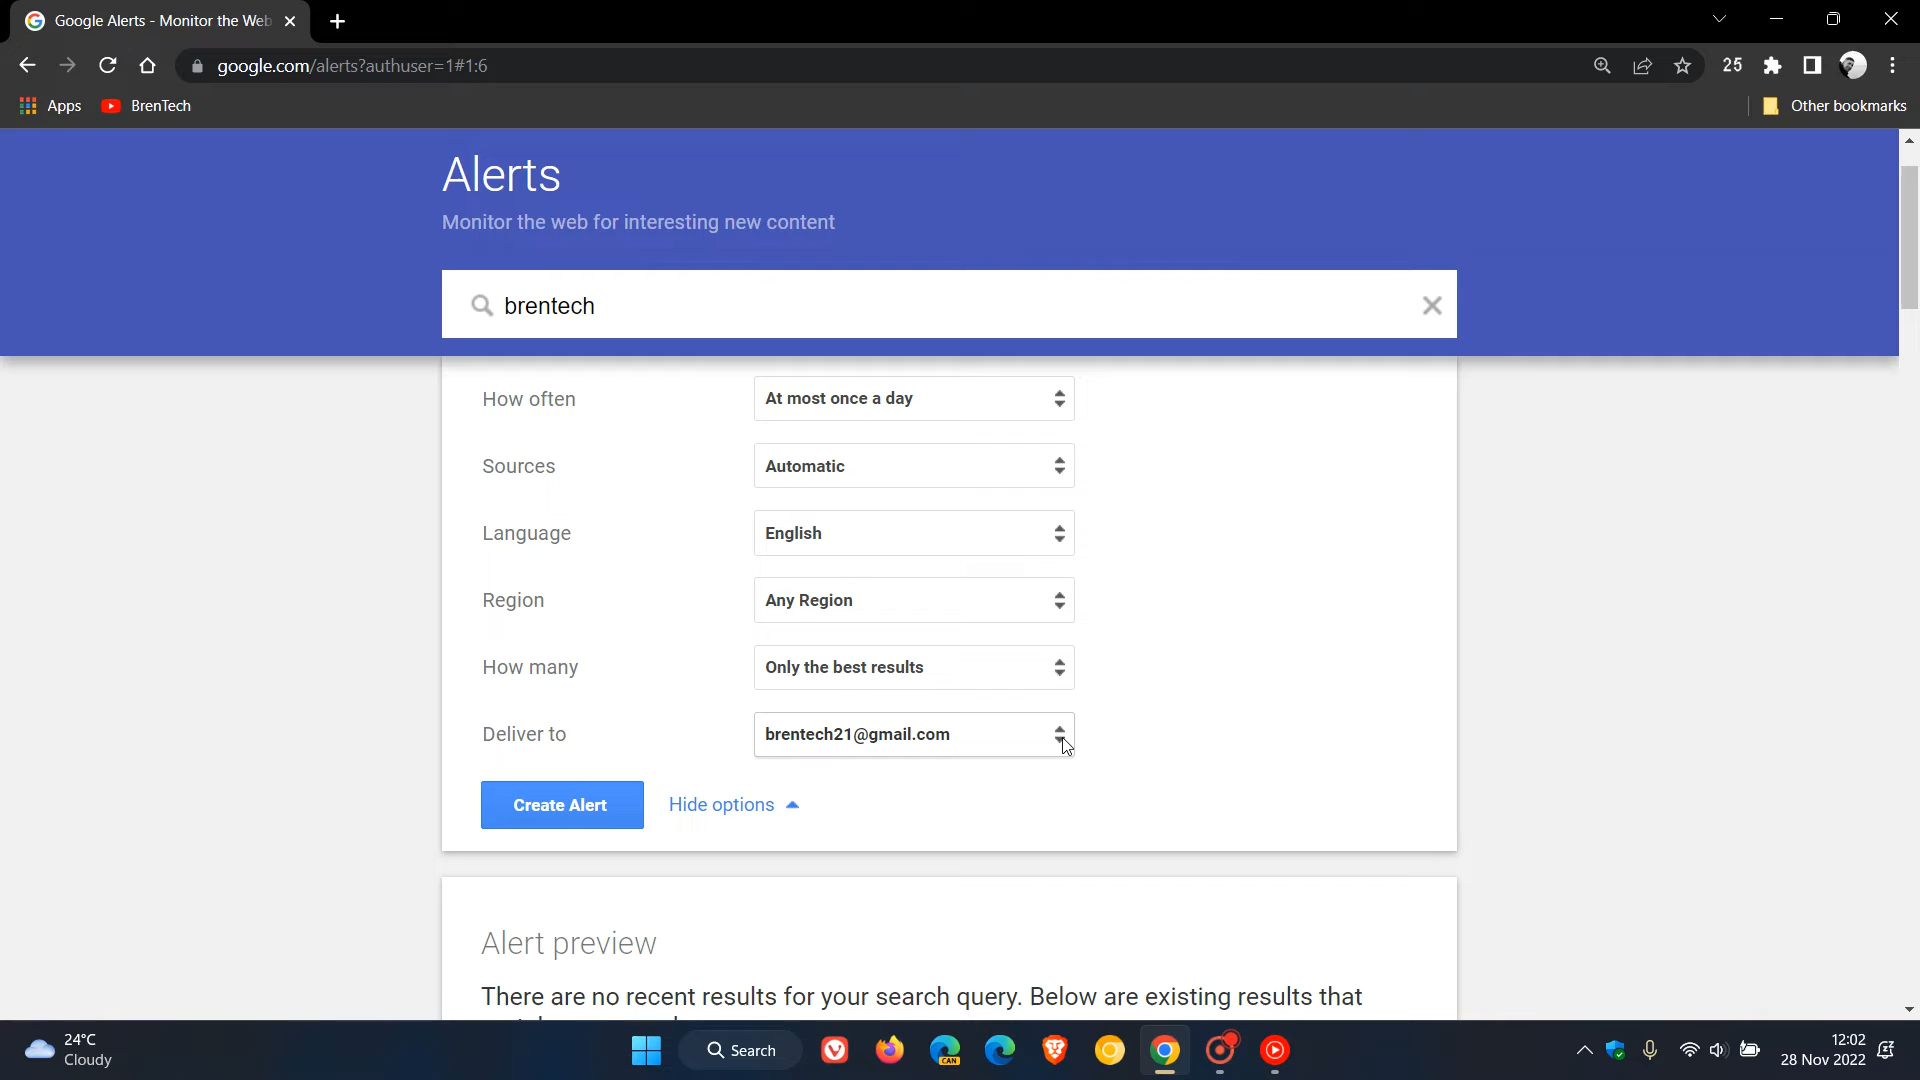 Google Alerts - Monitor the Web
google.com/alerts?authuser=1#1:6
25
Apps
BrenTech
Other bookmarks
Alerts
Monitor the web for interesting new content
brentech
How often
At most once a day
Sources
Automatic
Language
English
Region
Any Region
How many
Only the best results
Deliver to
brentech21@gmail.com
Create Alert
Hide options
Alert preview
There are no recent results for your search query. Below are existing results that
24°C
Cloudy
Search
CAN
12:02
28 Nov 2022